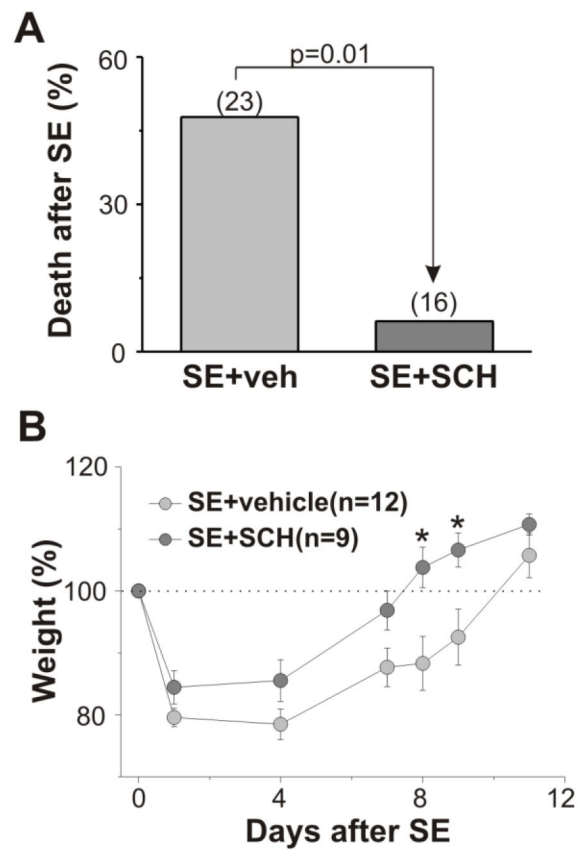 A
p=0.01
60
(23)
30
(16)
0
Death after SE (%)
SE+veh
SE+SCH
B
120
SE+vehicle(n=12)
SE+SCH(n=9)
* *
100
80
Weight (%)
0 4 8 12
Days after SE